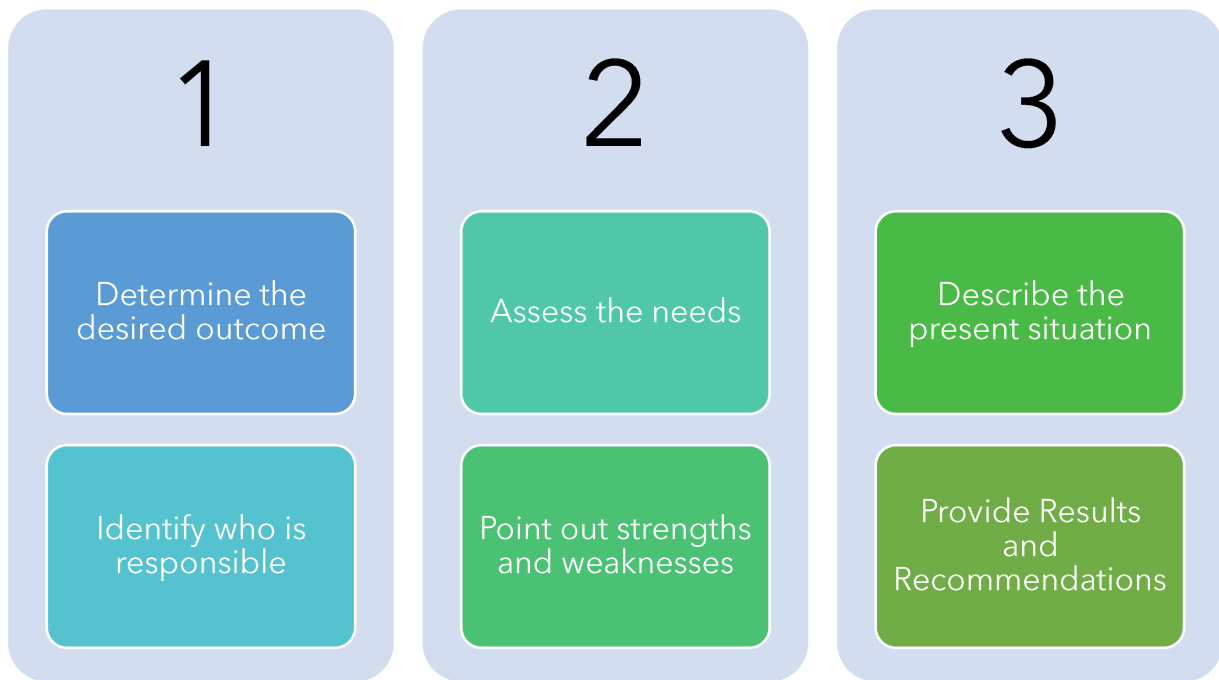 1
Determine the
desired outcome
Identify who is
responsible
2
Assess the needs
Point out strengths
and weaknesses
3
Describe the
present situation
Provide Results
and
Recommendations